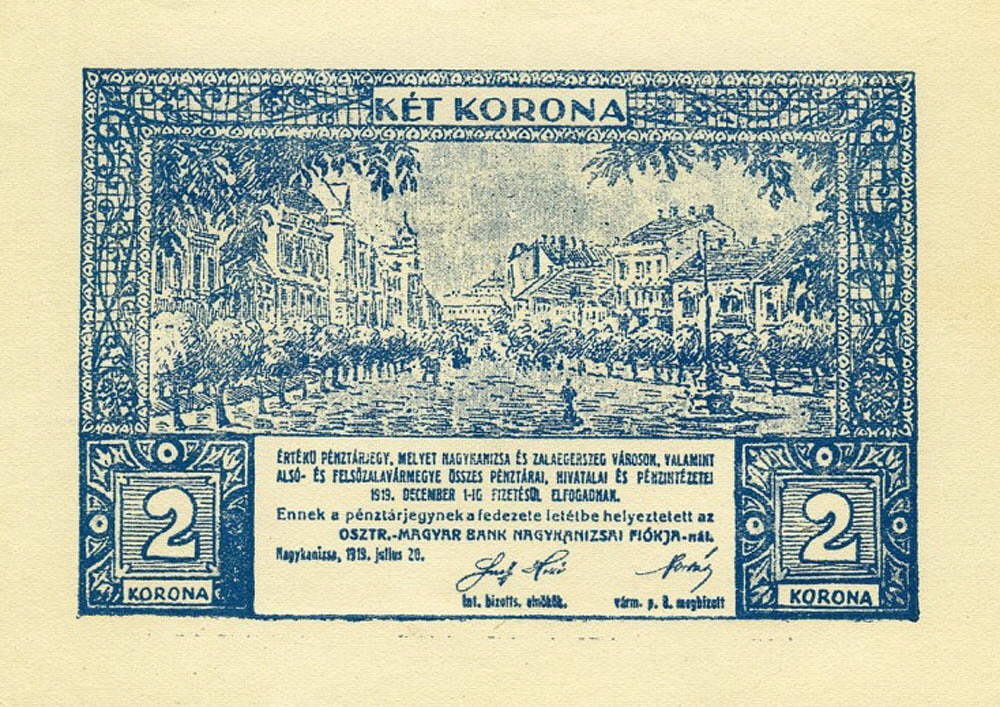 KÉT KORONA
ÉRTÉKŰ PÉNZTÁRJEGY, MELYET NAGYKANIZSA ÉS ZALAEGERSZEG VÁROSOK, VALAMINT
ALSÓ- ÉS FELSŐZALAVÁRMEGYE ÖSSZES PÉNZTÁRAI, HIVATALAI ÉS PÉNZINTÉZETEI
1919. DECEMBER 1-IG FIZETÉSÜL ELFOGADNAK.
Ennek a pénztárjegynek a fedezete letétbe helyeztetett az
OSZTR.-MAGYAR BANK NAGYKANIZSAI FIÓKJA-nál.
Nagykanizsa, 1919. július 20.
int. bizotts. elnökök.
várm. p. ü. megbizott
2
KORONA
2
KORONA